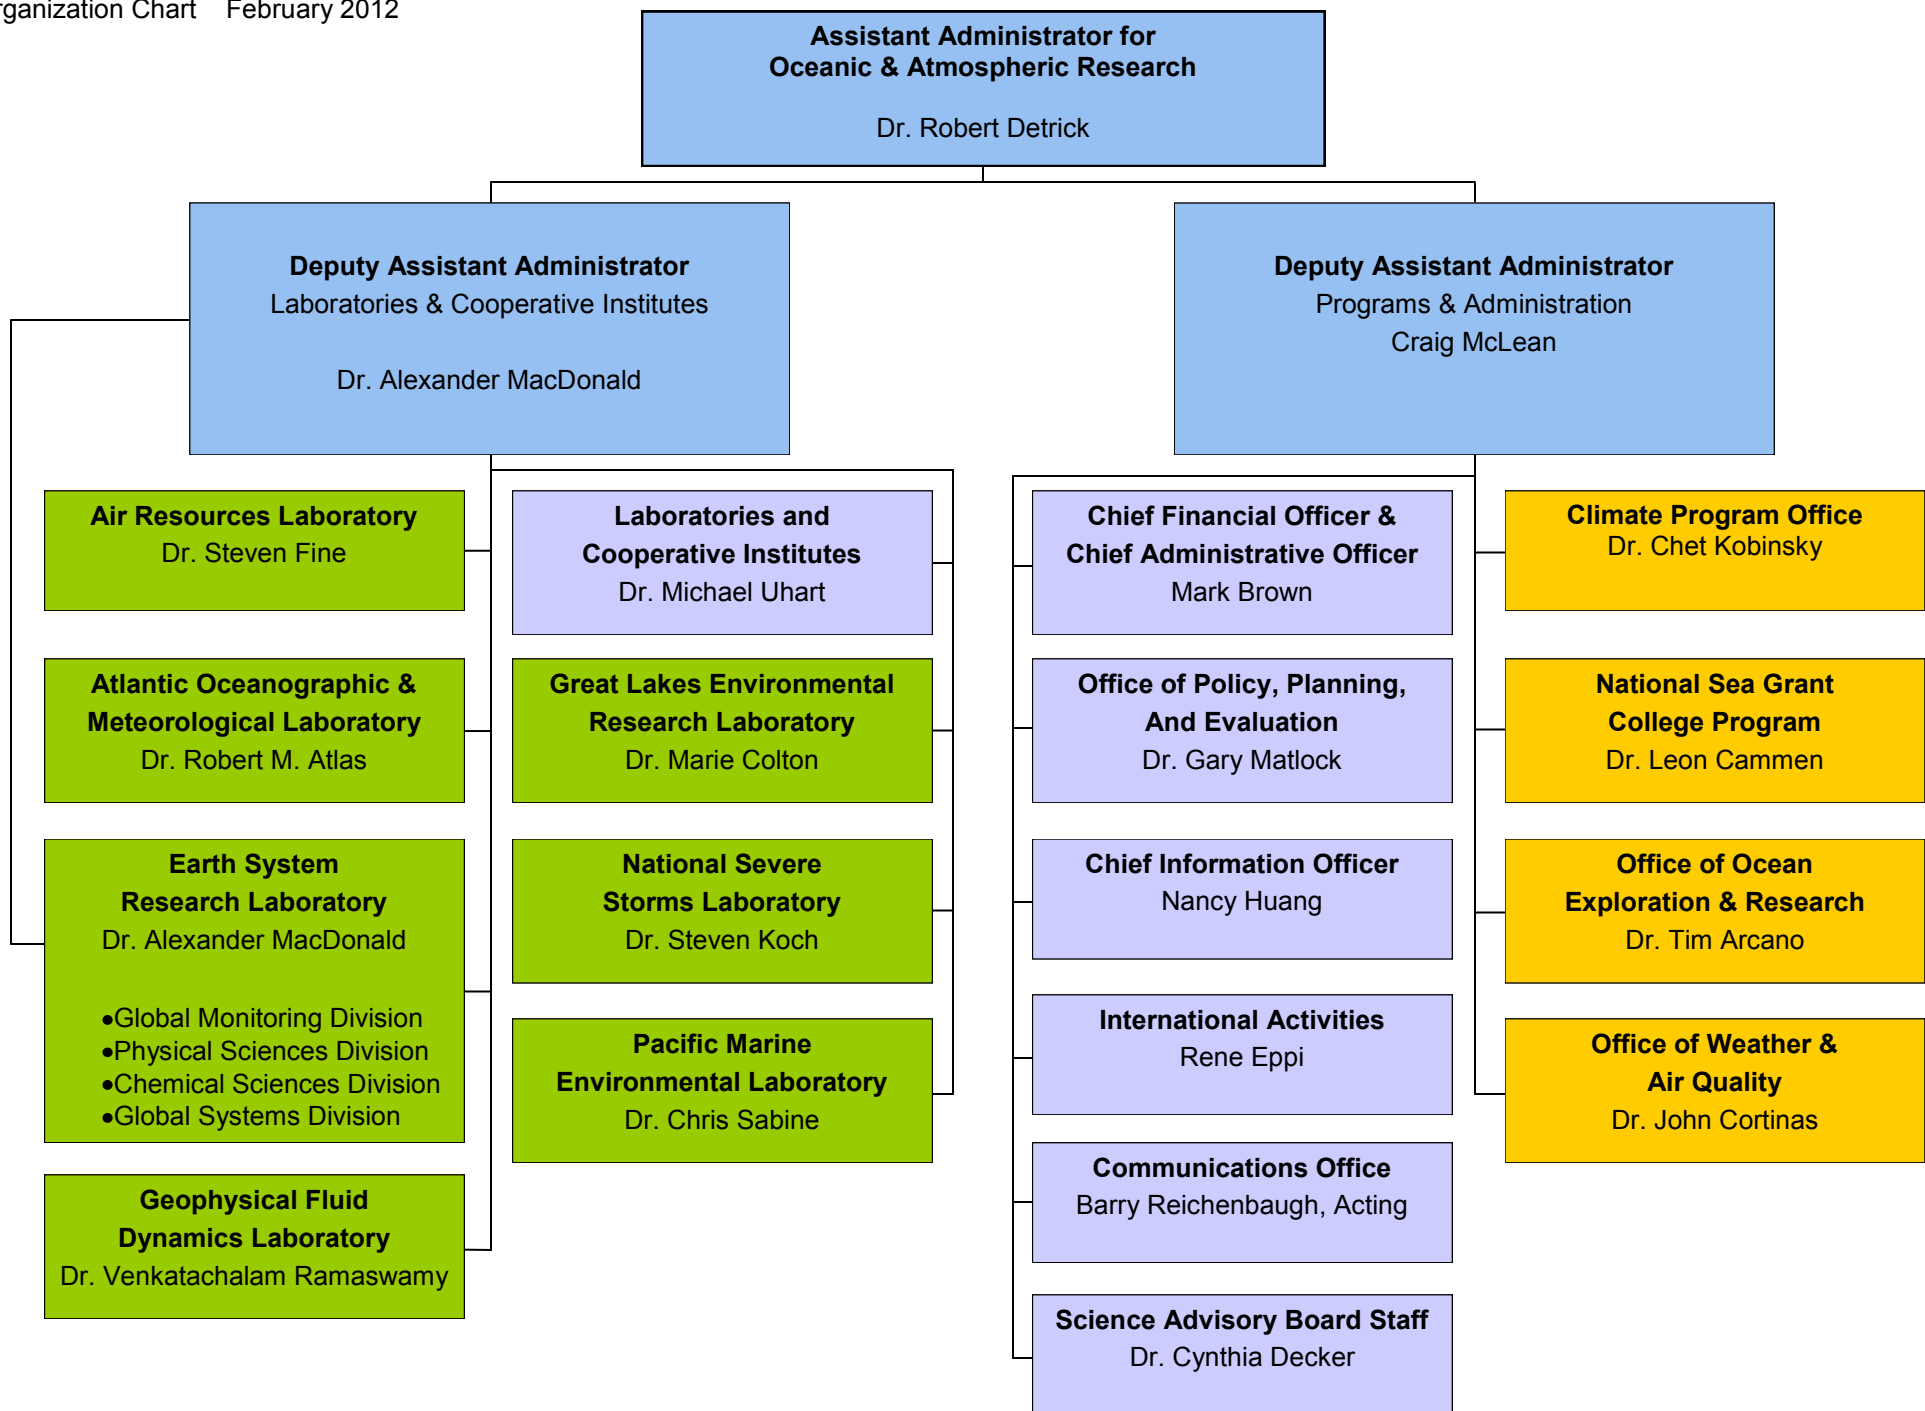 Organization Chart    February 2012
Assistant Administrator for
Oceanic & Atmospheric Research
Dr. Robert Detrick
Deputy Assistant Administrator
Laboratories & Cooperative Institutes
Dr. Alexander MacDonald
Deputy Assistant Administrator
Programs & Administration
Craig McLean
Air Resources Laboratory
Dr. Steven Fine
Laboratories and
Cooperative Institutes
Dr. Michael Uhart
Chief Financial Officer &
Chief Administrative Officer
Mark Brown
Climate Program Office
Dr. Chet Kobinsky
Atlantic Oceanographic &
Meteorological Laboratory
Dr. Robert M. Atlas
Great Lakes Environmental
Research Laboratory
Dr. Marie Colton
Office of Policy, Planning,
And Evaluation
Dr. Gary Matlock
National Sea Grant
College Program
Dr. Leon Cammen
Earth System
Research Laboratory
Dr. Alexander MacDonald
•Global Monitoring Division
•Physical Sciences Division
•Chemical Sciences Division
•Global Systems Division
National Severe
Storms Laboratory
Dr. Steven Koch
Chief Information Officer
Nancy Huang
Office of Ocean
Exploration & Research
Dr. Tim Arcano
Pacific Marine
Environmental Laboratory
Dr. Chris Sabine
International Activities
Rene Eppi
Office of Weather &
Air Quality
Dr. John Cortinas
Geophysical Fluid
Dynamics Laboratory
Dr. Venkatachalam Ramaswamy
Communications Office
Barry Reichenbaugh, Acting
Science Advisory Board Staff
Dr. Cynthia Decker